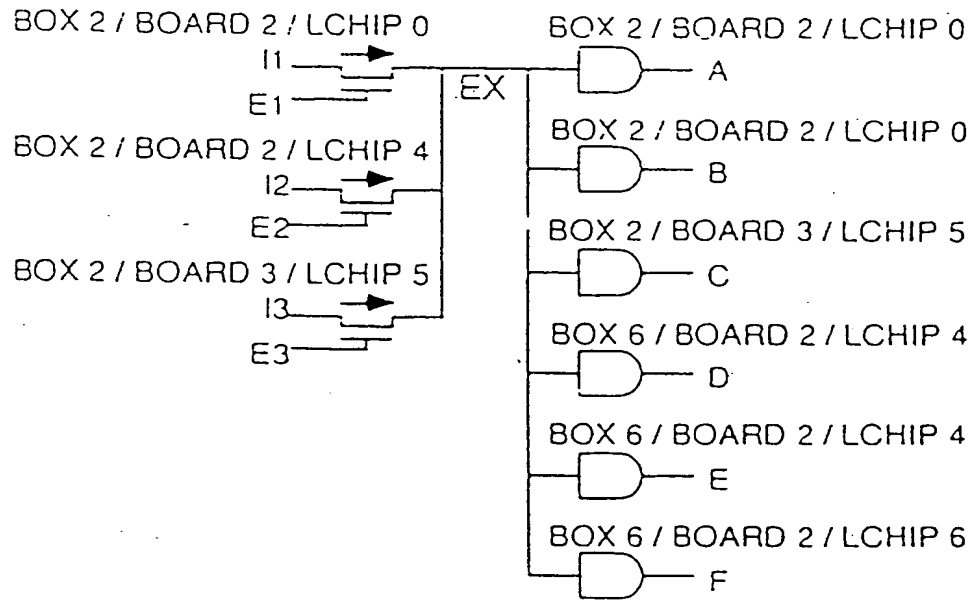 BOX 2 / BOARD 2 / LCHIP 0
I1
E1
BOX 2 / BOARD 2 / LCHIP 4
I2
E2
BOX 2 / BOARD 3 / LCHIP 5
I3
E3
EX
BOX 2 / BOARD 2 / LCHIP 0
A
BOX 2 / BOARD 2 / LCHIP 0
B
BOX 2 / BOARD 3 / LCHIP 5
C
BOX 6 / BOARD 2 / LCHIP 4
D
BOX 6 / BOARD 2 / LCHIP 4
E
BOX 6 / BOARD 2 / LCHIP 6
F